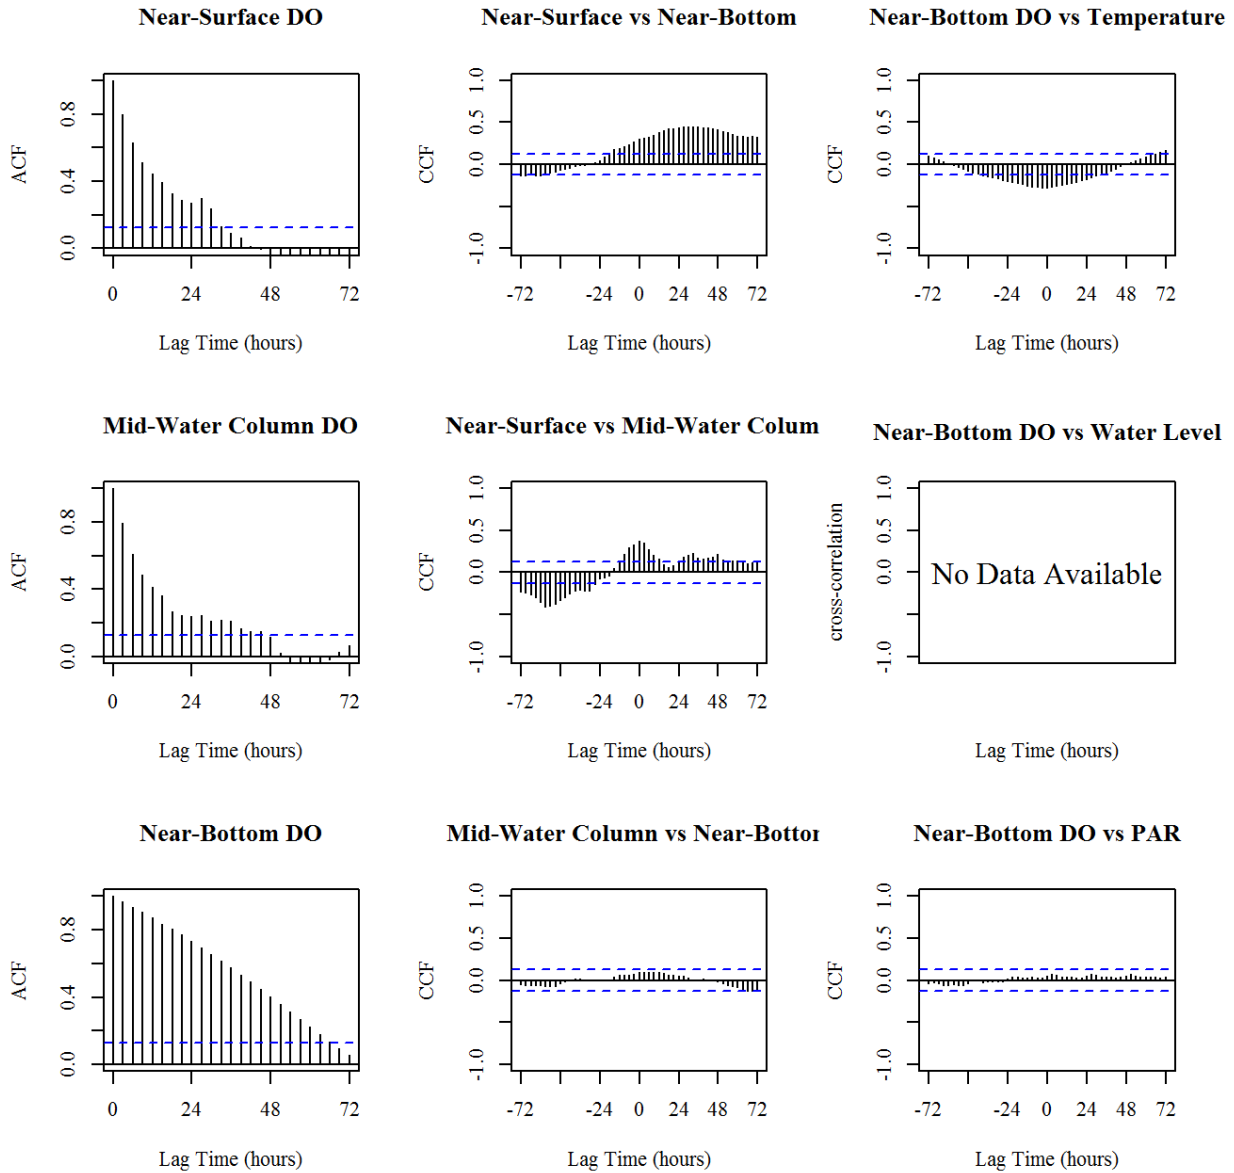 Near-Surface DO
ACF
0.0 0.4 0.8
0 24 48 72
Lag Time (hours)
Near-Surface vs Near-Bottom
CCF
-1.0 0.0 0.5 1.0
-72 -24 0 24 48 72
Lag Time (hours)
Near-Bottom DO vs Temperature
CCF
-1.0 0.0 0.5 1.0
-72 -24 0 24 48 72
Lag Time (hours)
Mid-Water Column DO
ACF
0.0 0.4 0.8
0 24 48 72
Lag Time (hours)
Near-Surface vs Mid-Water Colum
CCF
-1.0 0.0 0.5 1.0
-72 -24 0 24 48 72
Lag Time (hours)
Near-Bottom DO vs Water Level
cross-correlation
-1.0 0.0 0.5 1.0
No Data Available
-72 -24 0 24 48 72
Lag Time (hours)
Near-Bottom DO
ACF
0.0 0.4 0.8
0 24 48 72
Lag Time (hours)
Mid-Water Column vs Near-Bottor
CCF
-1.0 0.0 0.5 1.0
-72 -24 0 24 48 72
Lag Time (hours)
Near-Bottom DO vs PAR
CCF
-1.0 0.0 0.5 1.0
-72 -24 0 24 48 72
Lag Time (hours)